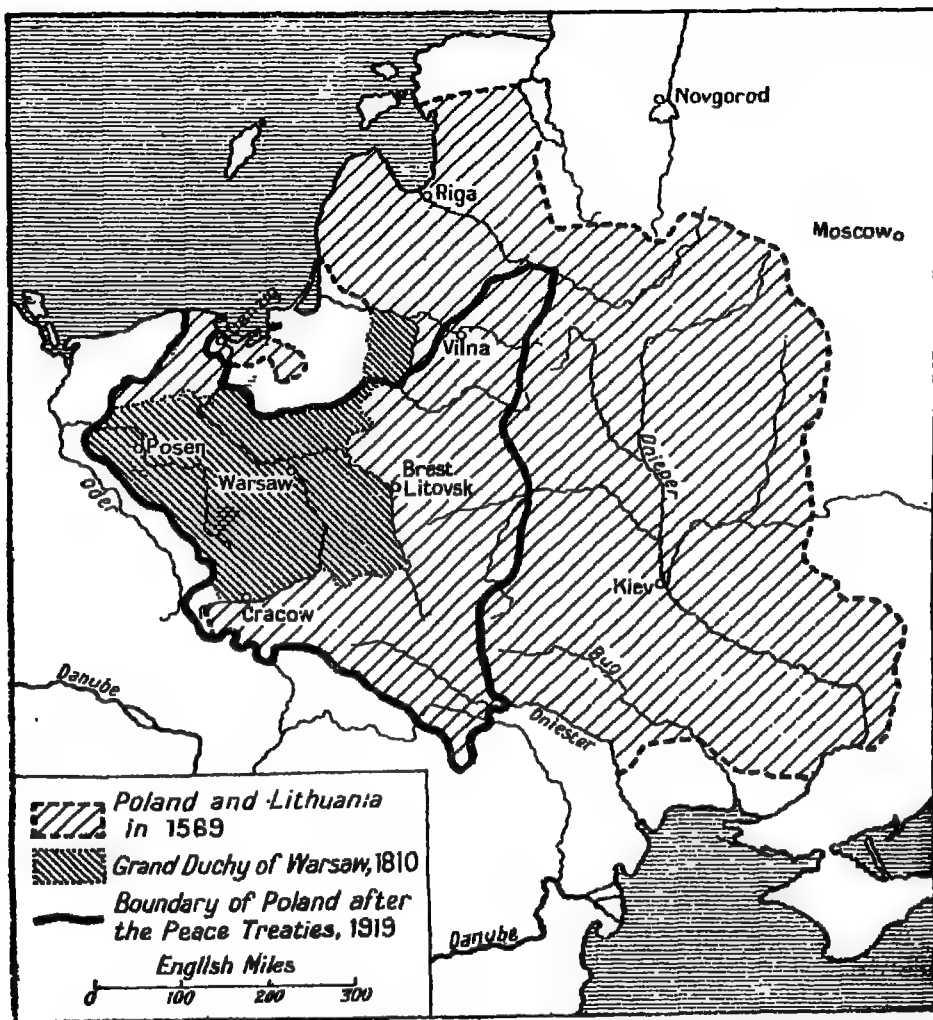 Novgorod
Riga
Moscow
Danzig
Vilna
Posen
Warsaw
Brest
Litovsk
Oder
Dnieper
Kiev
Cracow
Bug
Danube
Dniester
Poland and Lithuania
in 1569
Grand Duchy of Warsaw, 1810
Boundary of Poland after
the Peace Treaties, 1919
English Miles
0 100 200 300
Danube